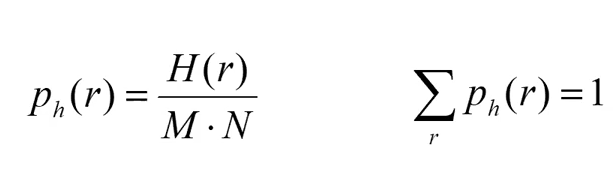 p_h(r) = H(r) / (M · N)    ∑_r p_h(r) = 1